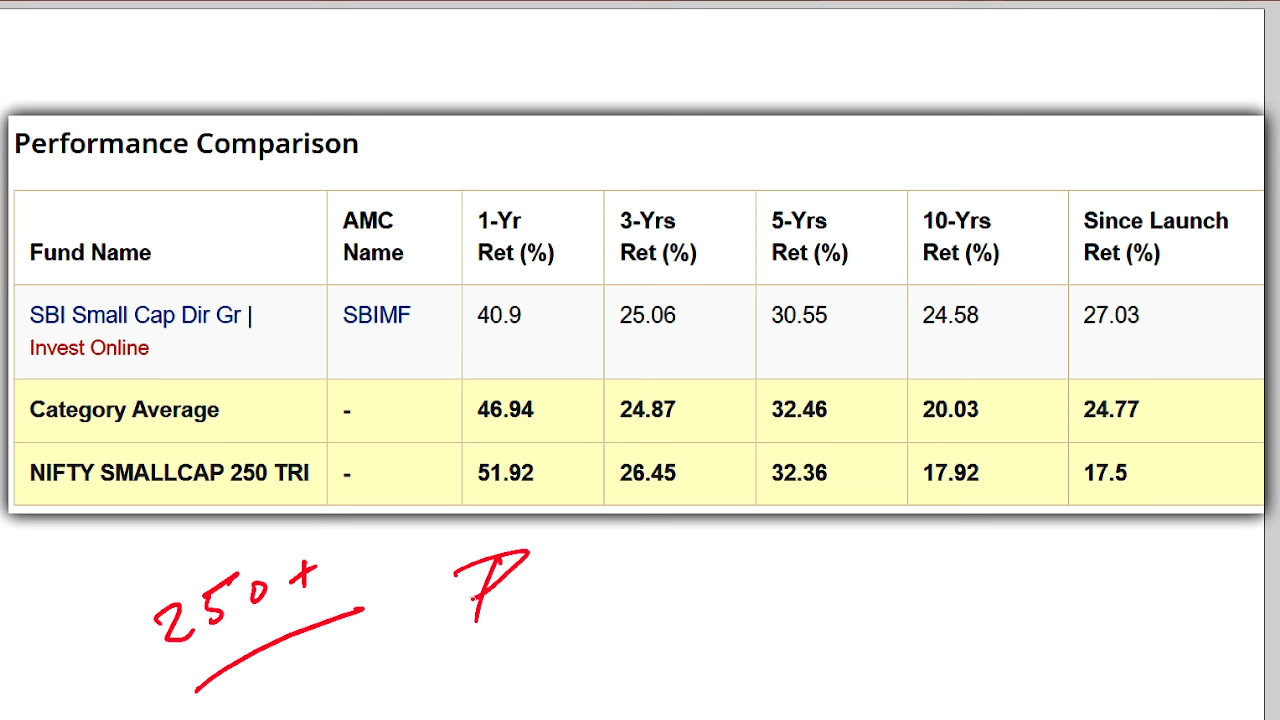 Performance Comparison
Fund Name AMC Name 1-Yr Ret (%) 3-Yrs Ret (%) 5-Yrs Ret (%) 10-Yrs Ret (%) Since Launch Ret (%)
SBI Small Cap Dir Gr | Invest Online SBIMF 40.9 25.06 30.55 24.58 27.03
Category Average - 46.94 24.87 32.46 20.03 24.77
NIFTY SMALLCAP 250 TRI - 51.92 26.45 32.36 17.92 17.5
250+